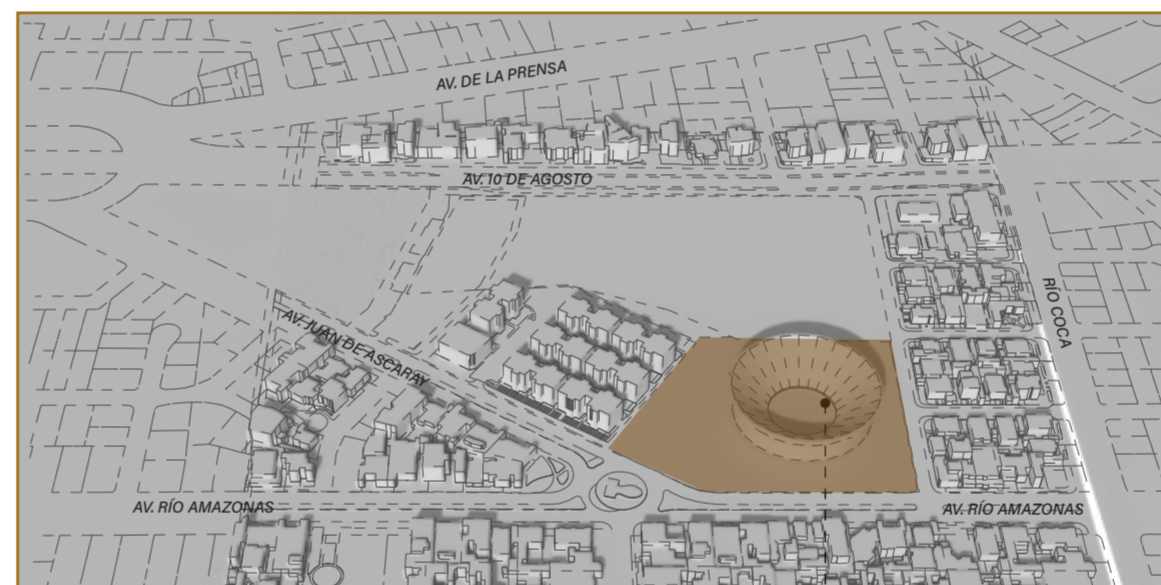 AV. DE LA PRENSA
AV. 10 DE AGOSTO
RÍO COCA
AV. JUAN DE ASCARAY
AV. RÍO AMAZONAS
AV. RÍO AMAZONAS